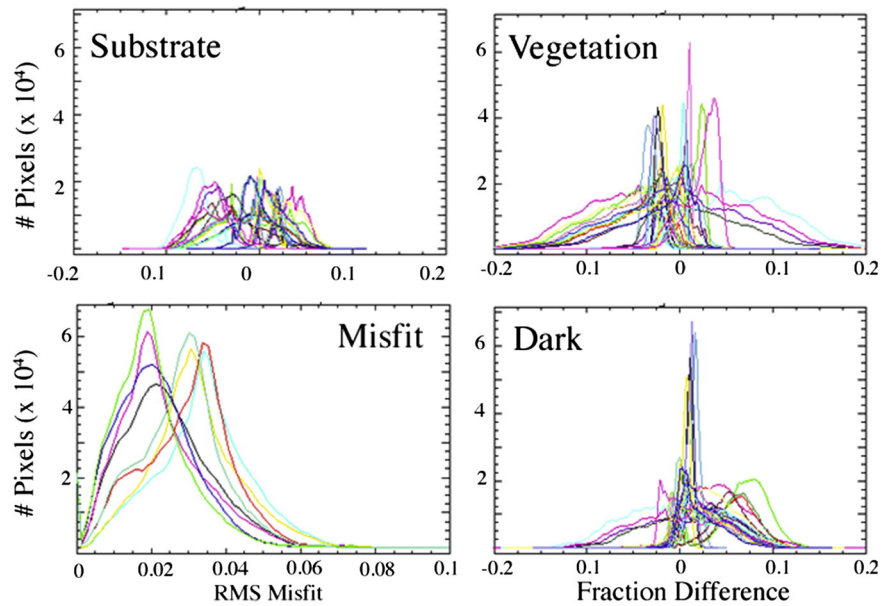 Substrate
# Pixels (x 10⁴)
6
4
2
-0.2 0.1 0 0.1 0.2
Vegetation
6
4
2
-0.2 0.1 0 0.1 0.2
Misfit
# Pixels (x 10⁴)
6
4
2
0 0.02 0.04 0.06 0.08 0.1
RMS Misfit
Dark
6
4
2
-0.2 0.1 0 0.1 0.2
Fraction Difference